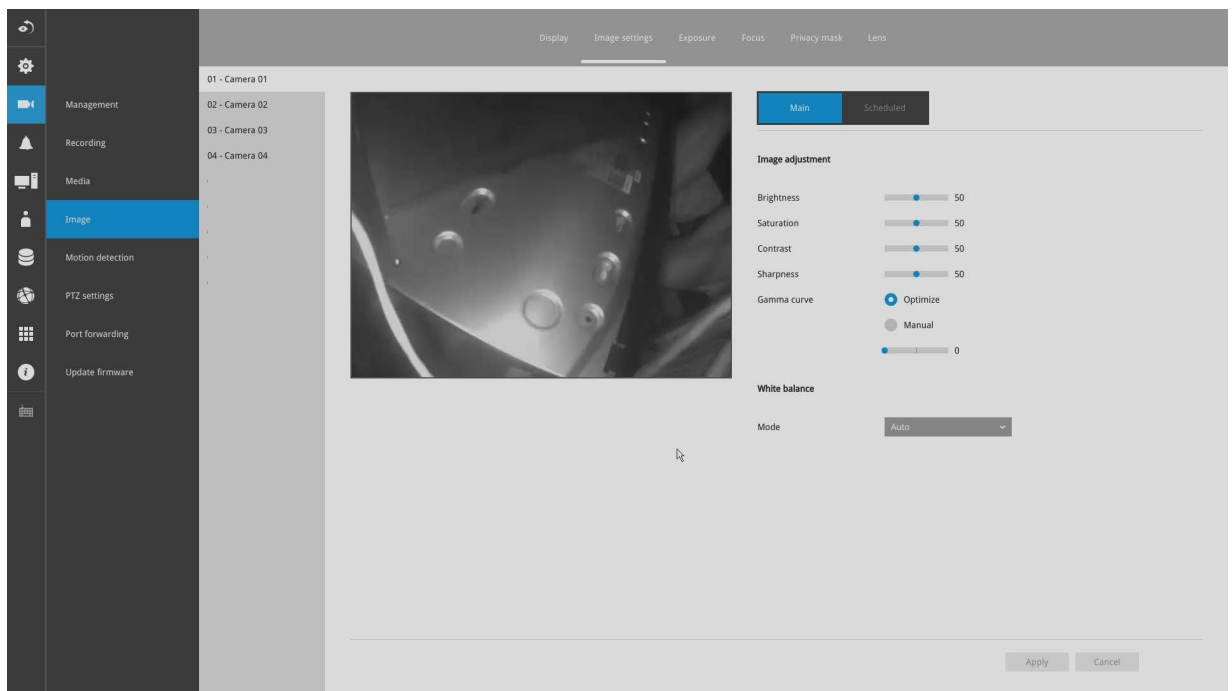 Display Image settings Exposure Focus Privacy mask Lens
Management
Recording
Media
Image
Motion detection
PTZ settings
Port forwarding
Update firmware
01 - Camera 01
02 - Camera 02
03 - Camera 03
04 - Camera 04
Main Scheduled
Image adjustment
Brightness 50
Saturation 50
Contrast 50
Sharpness 50
Gamma curve Optimize
Manual
0
White balance
Mode Auto
Apply Cancel